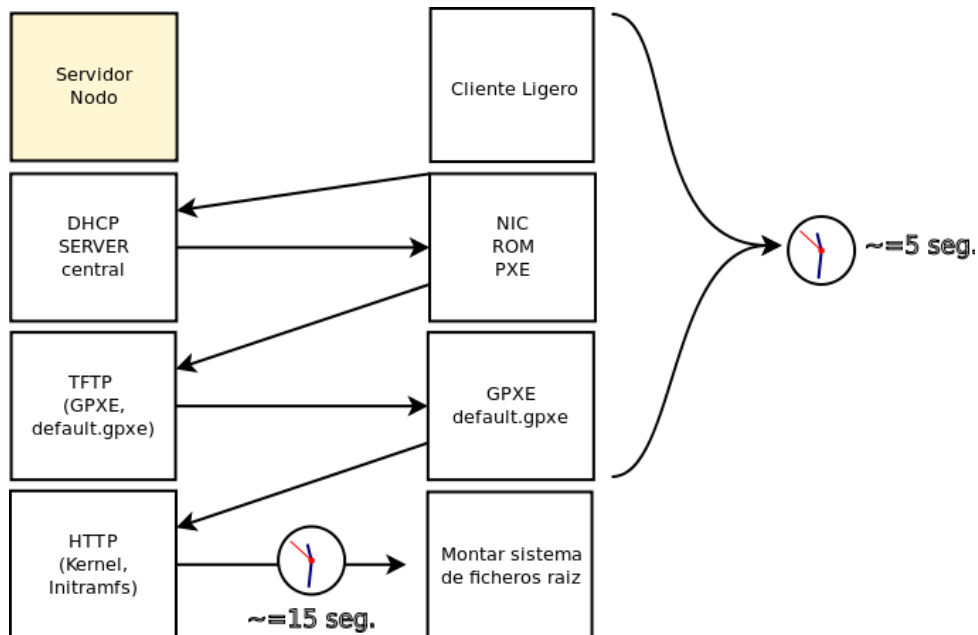 Servidor
Nodo
Cliente Ligero
DHCP
SERVER
central
NIC
ROM
PXE
~=5 seg.
TFTP
(GPXE,
default.gpxe)
GPXE
default.gpxe
HTTP
(Kernel,
Initramfs)
~=15 seg.
Montar sistema
de ficheros raiz